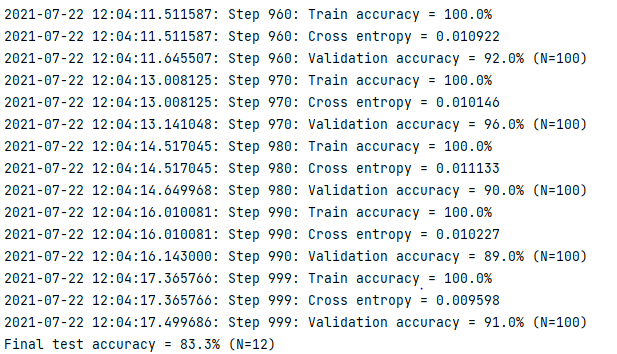 2021-07-22 12:04:11.511587: Step 960: Train accuracy = 100.0%
2021-07-22 12:04:11.511587: Step 960: Cross entropy = 0.010922
2021-07-22 12:04:11.645507: Step 960: Validation accuracy = 92.0% (N=100)
2021-07-22 12:04:13.008125: Step 970: Train accuracy = 100.0%
2021-07-22 12:04:13.008125: Step 970: Cross entropy = 0.010146
2021-07-22 12:04:13.141048: Step 970: Validation accuracy = 96.0% (N=100)
2021-07-22 12:04:14.517045: Step 980: Train accuracy = 100.0%
2021-07-22 12:04:14.517045: Step 980: Cross entropy = 0.011133
2021-07-22 12:04:14.649968: Step 980: Validation accuracy = 90.0% (N=100)
2021-07-22 12:04:16.010081: Step 990: Train accuracy = 100.0%
2021-07-22 12:04:16.010081: Step 990: Cross entropy = 0.010227
2021-07-22 12:04:16.143000: Step 990: Validation accuracy = 89.0% (N=100)
2021-07-22 12:04:17.365766: Step 999: Train accuracy = 100.0%
2021-07-22 12:04:17.365766: Step 999: Cross entropy = 0.009598
2021-07-22 12:04:17.499686: Step 999: Validation accuracy = 91.0% (N=100)
Final test accuracy = 83.3% (N=12)